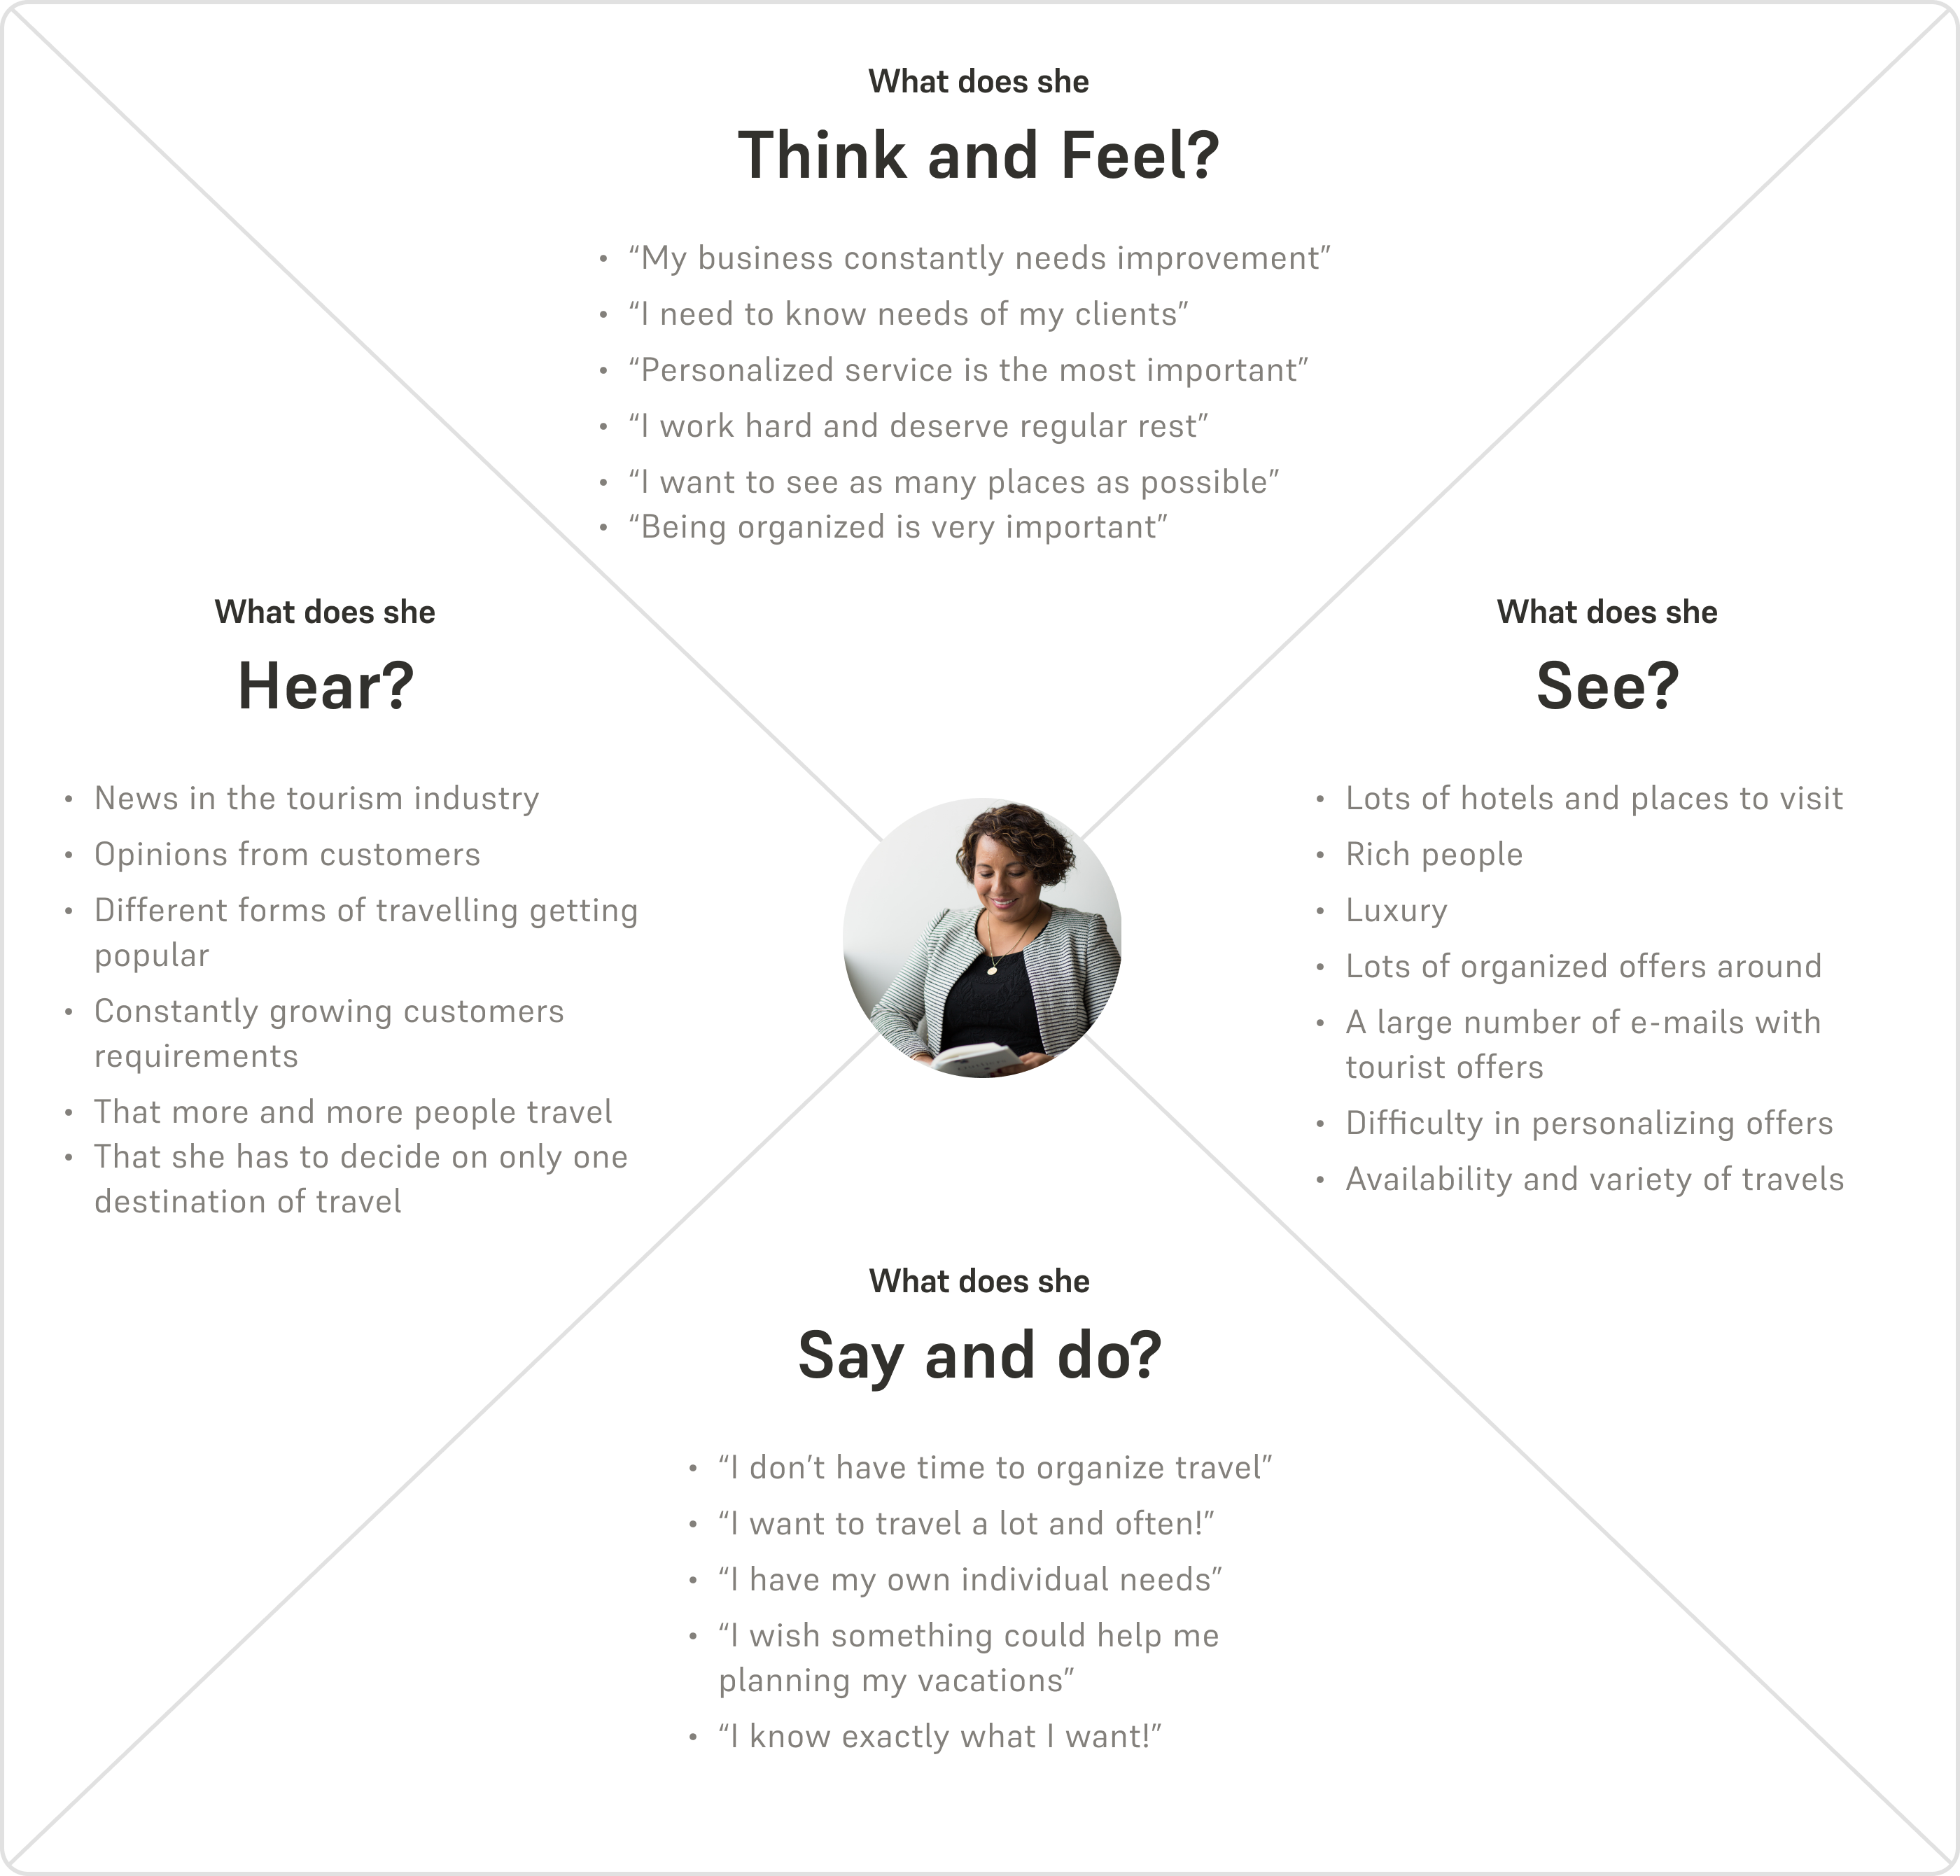 What does she
Think and Feel?
• “My business constantly needs improvement”
• “I need to know needs of my clients”
• “Personalized service is the most important”
• “I work hard and deserve regular rest”
• “I want to see as many places as possible”
• “Being organized is very important”
What does she
Hear?
• News in the tourism industry
• Opinions from customers
• Different forms of travelling getting
popular
• Constantly growing customers
requirements
• That more and more people travel
• That she has to decide on only one
destination of travel
What does she
See?
• Lots of hotels and places to visit
• Rich people
• Luxury
• Lots of organized offers around
• A large number of e-mails with
tourist offers
• Difficulty in personalizing offers
• Availability and variety of travels
What does she
Say and do?
• “I don’t have time to organize travel”
• “I want to travel a lot and often!”
• “I have my own individual needs”
• “I wish something could help me
planning my vacations”
• “I know exactly what I want!”